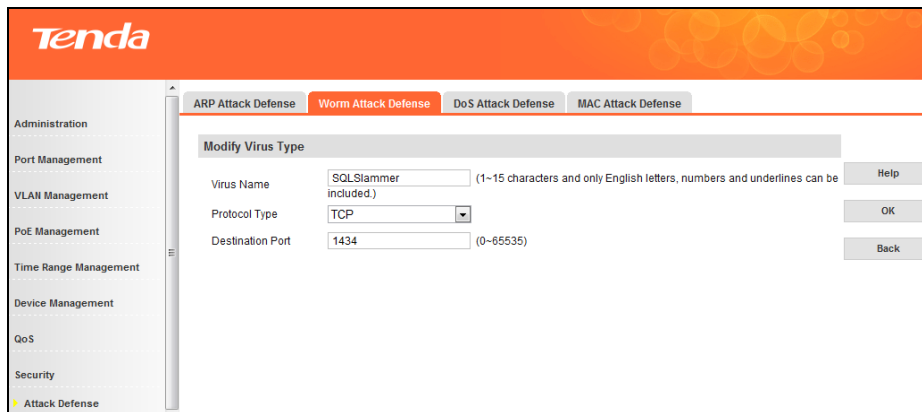 Tenda
ARP Attack Defense
Worm Attack Defense
DoS Attack Defense
MAC Attack Defense
Administration
Port Management
VLAN Management
PoE Management
Time Range Management
Device Management
QoS
Security
Attack Defense
Modify Virus Type
Virus Name
SQLSlammer
(1~15 characters and only English letters, numbers and underlines can be
included.)
Protocol Type
TCP
Destination Port
1434
(0~65535)
Help
OK
Back